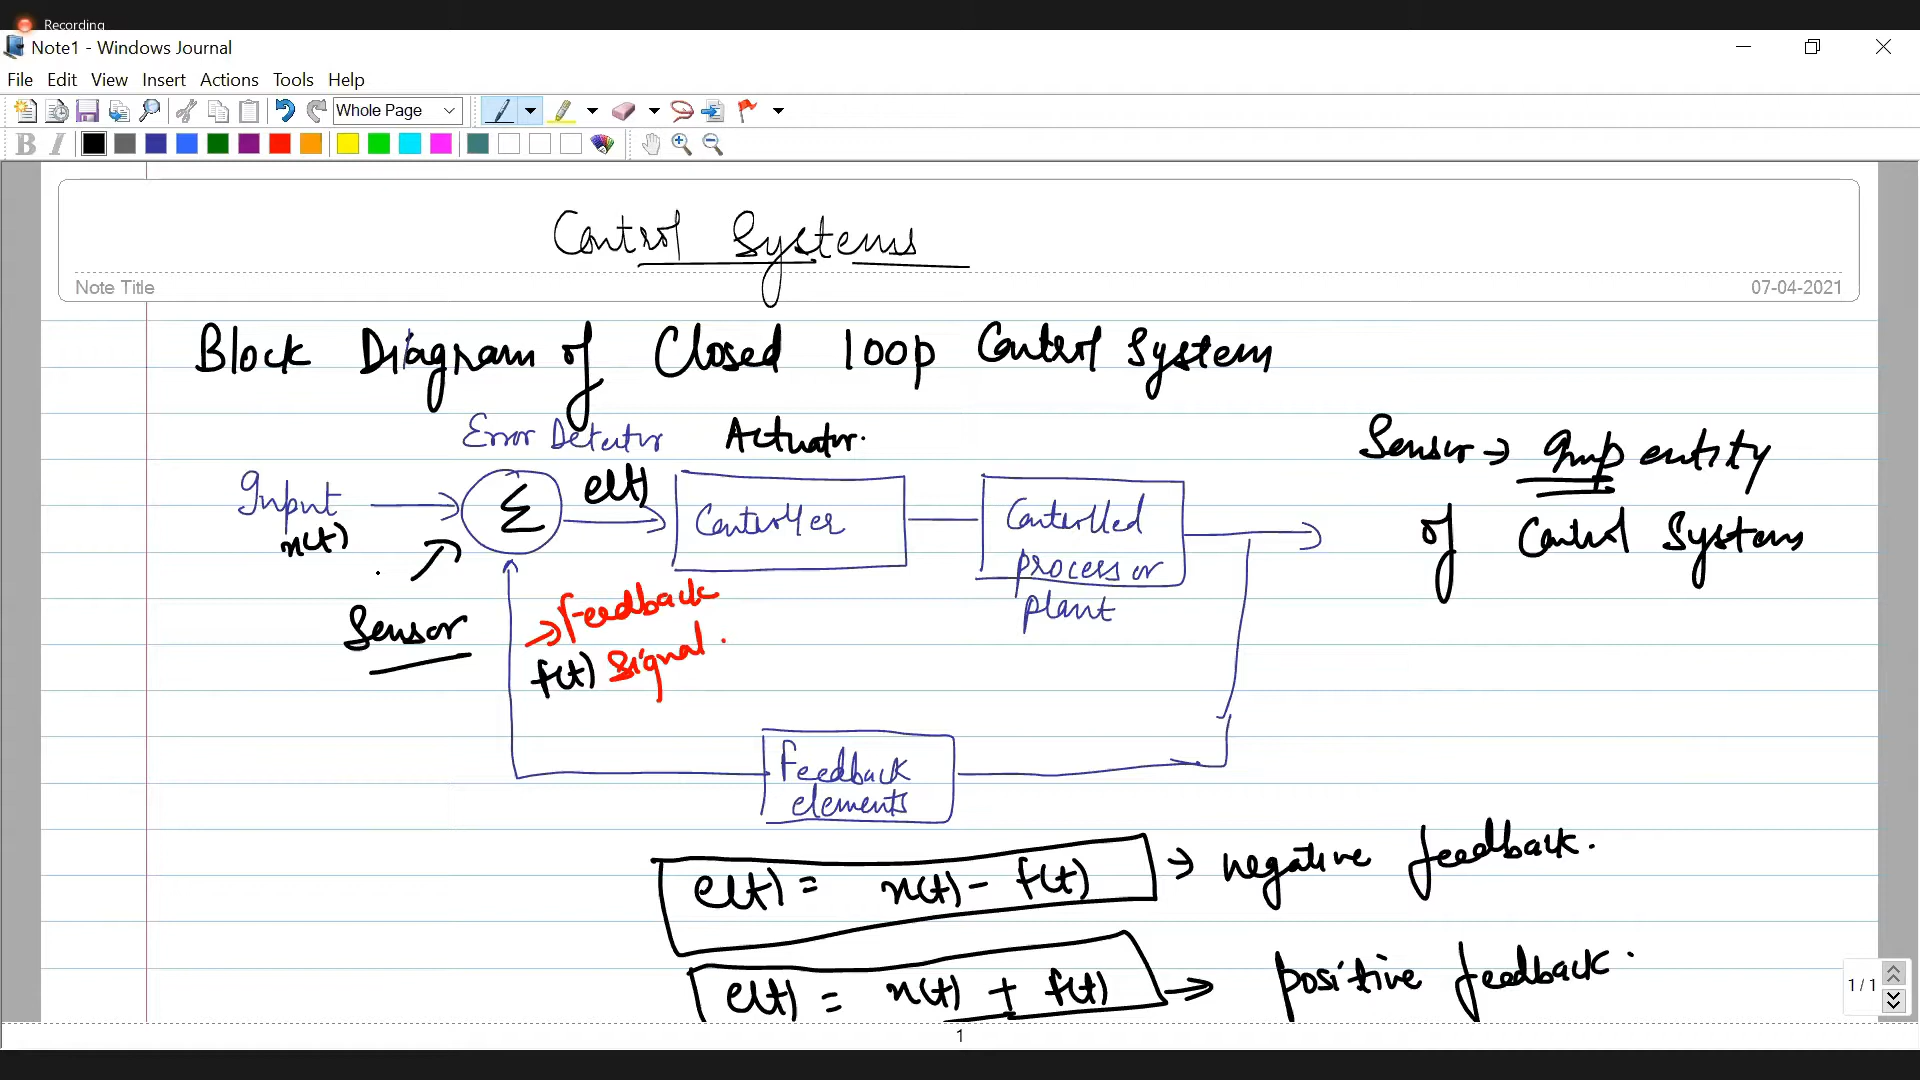 Recording
Note1 - Windows Journal
File Edit View Insert Actions Tools Help
Whole Page
B I
Control Systems
Note Title
07-04-2021
Block Diagram of Closed loop Control System
Error Detector Actuator.
Input
x(t)
Σ
e(t)
Controller
Controlled
process or
plant
Sensor → Imp entity
of Control Systems
Sensor
→ Feedback
f(t) Signal.
Feedback
elements
e(t) = x(t) - f(t) → negative feedback.
e(t) = x(t) + f(t) → positive feedback.
1 / 1
1